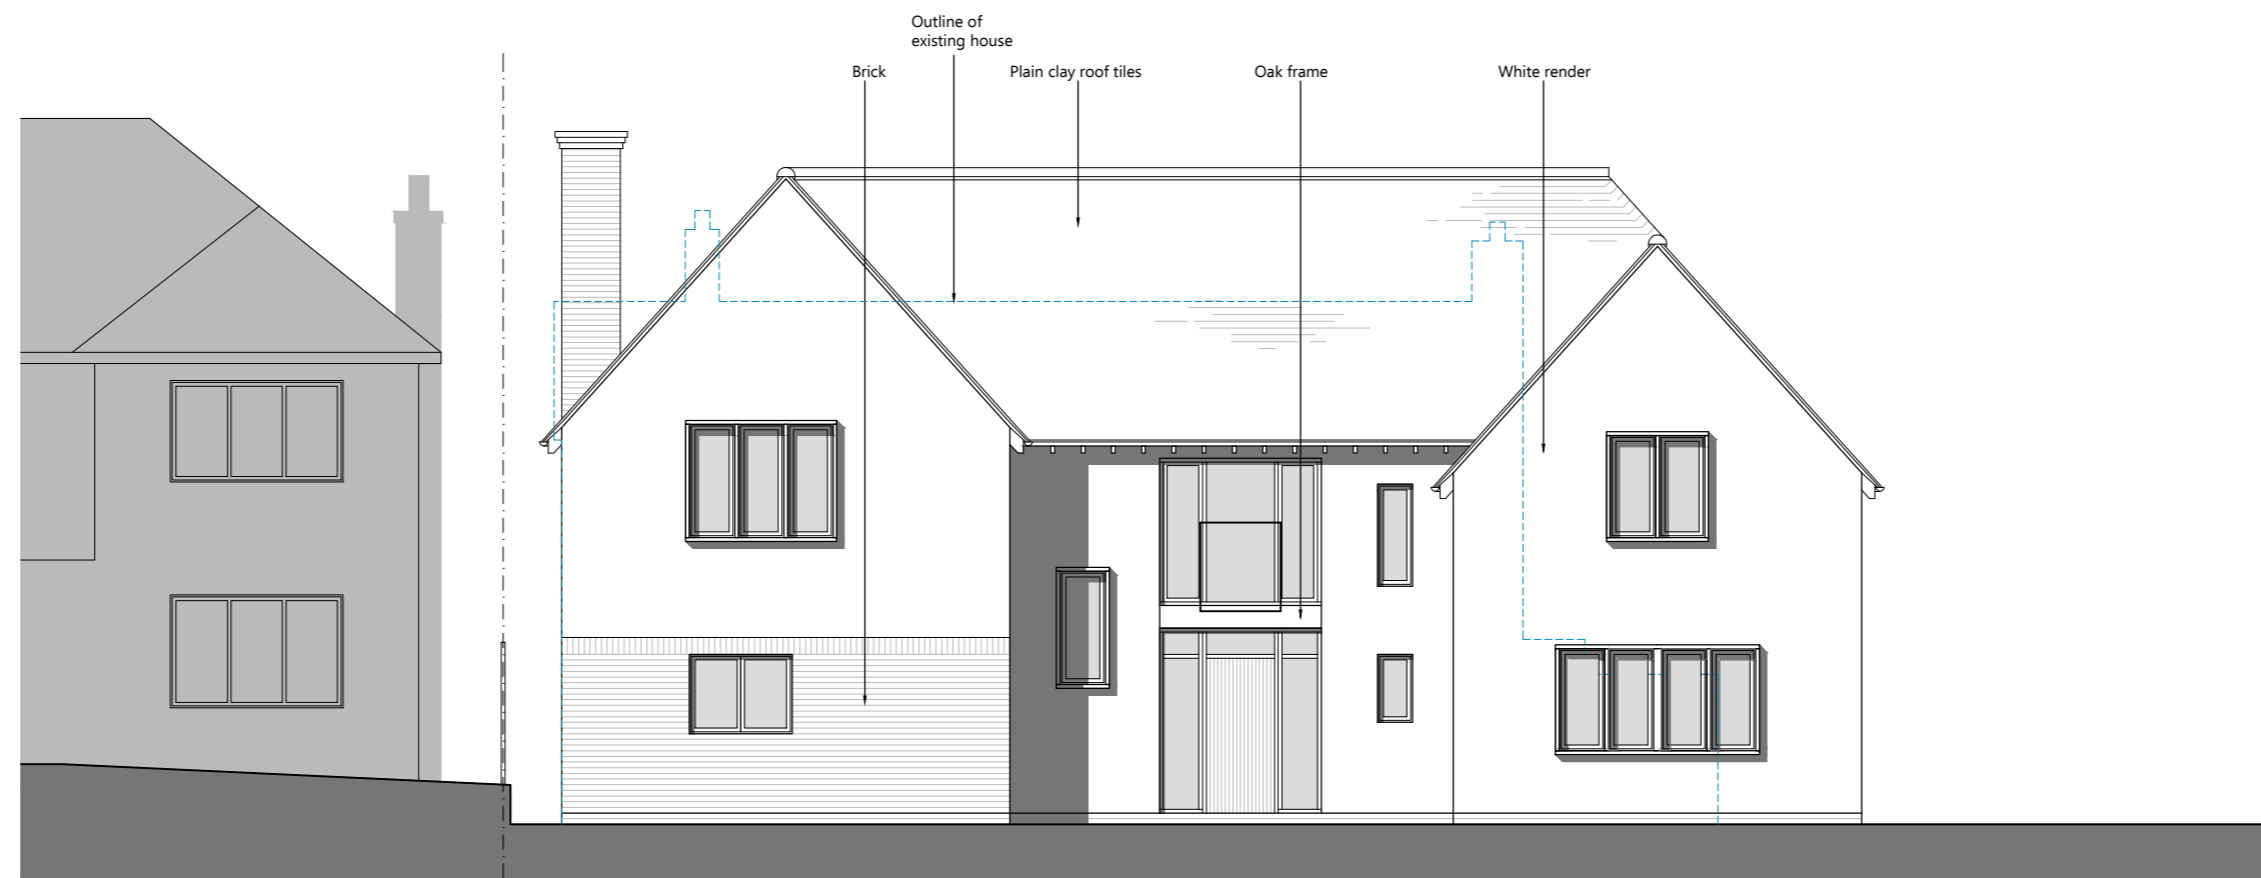 Outline of
existing house
Brick
Plain clay roof tiles
Oak frame
White render